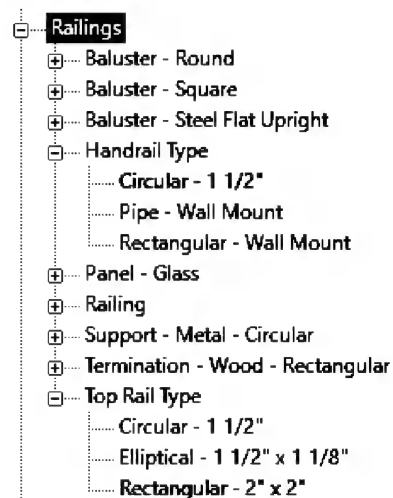 Railings
Baluster - Round
Baluster - Square
Baluster - Steel Flat Upright
Handrail Type
Circular - 1 1/2"
Pipe - Wall Mount
Rectangular - Wall Mount
Panel - Glass
Railing
Support - Metal - Circular
Termination - Wood - Rectangular
Top Rail Type
Circular - 1 1/2"
Elliptical - 1 1/2" x 1 1/8"
Rectangular - 2" x 2"